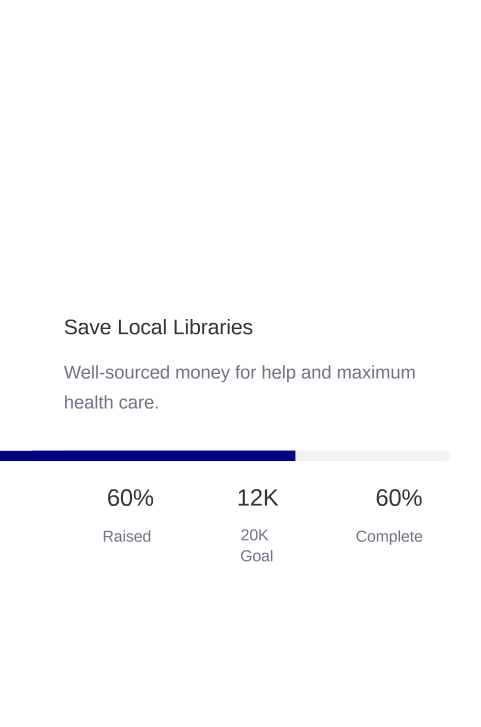 Save Local Libraries
Well-sourced money for help and maximum
health care.
60% 12K 60%
Raised 20K Complete
Goal